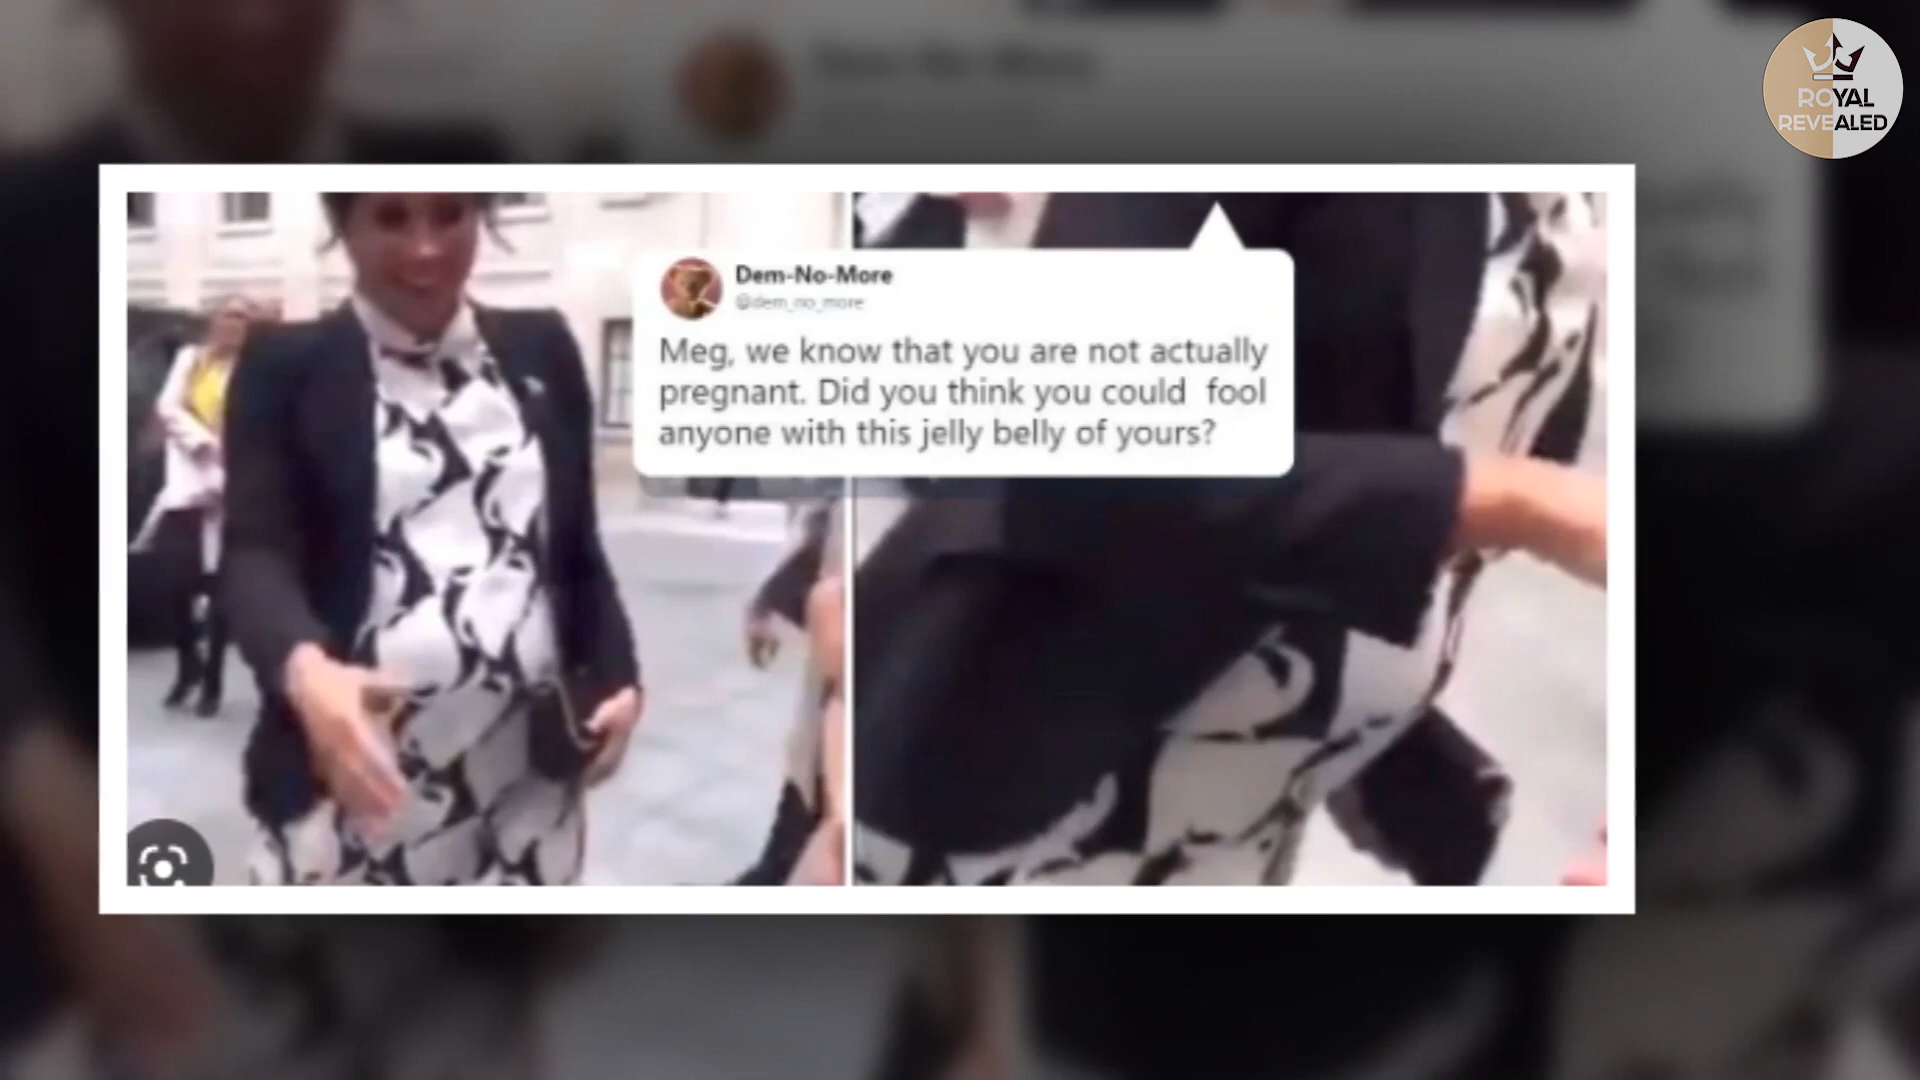 ROYAL
REVEALED
Dem-No-More
@dem_no_more
Meg, we know that you are not actually
pregnant. Did you think you could fool
anyone with this jelly belly of yours?